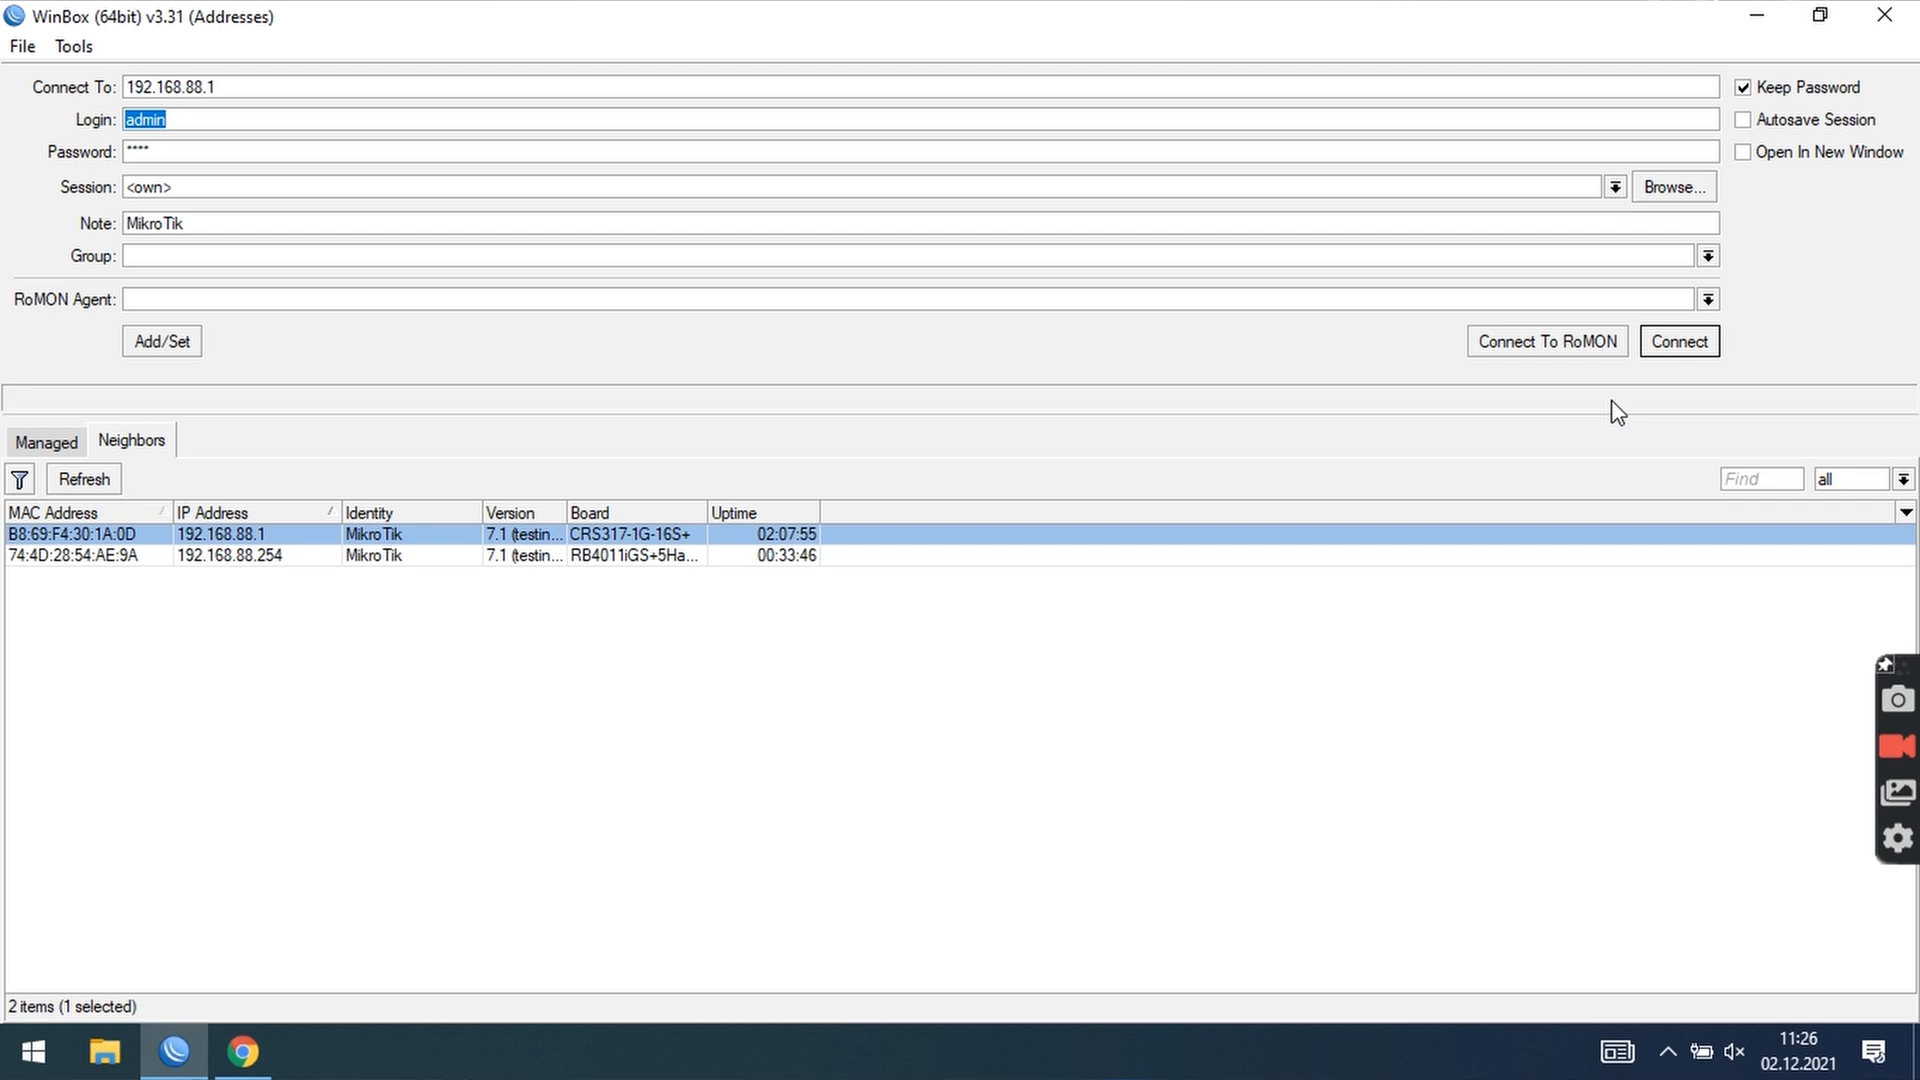 WinBox (64bit) v3.31 (Addresses)
File Tools
Connect To: 192.168.88.1
Keep Password
Login: admin
Autosave Session
Password: ****
Open In New Window
Session: <own>
Browse...
Note: MikroTik
Group:
RoMON Agent:
Add/Set
Connect To RoMON
Connect
Managed Neighbors
Refresh
Find
all
MAC Address IP Address Identity Version Board Uptime
B8:69:F4:30:1A:0D 192.168.88.1 MikroTik 7.1 (testin... CRS317-1G-16S+ 02:07:55
74:4D:28:54:AE:9A 192.168.88.254 MikroTik 7.1 (testin... RB4011iGS+5Ha... 00:33:46
2 items (1 selected)
11:26
02.12.2021